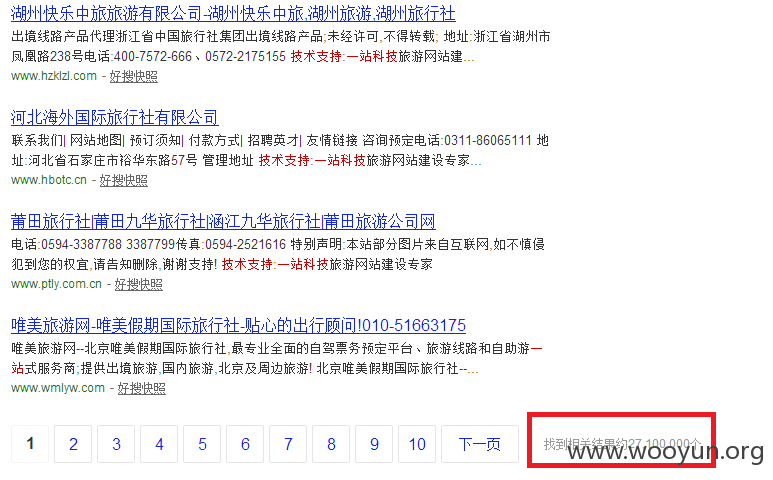 湖州快乐中旅旅游有限公司-湖州快乐中旅,湖州旅游,湖州旅行社
出境线路产品代理浙江省中国旅行社集团出境线路产品;未经许可,不得转载; 地址:浙江省湖州市
凤凰路238号电话:400-7572-666、0572-2175155 技术支持:一站科技旅游网站建...
www.hzklzl.com - 好搜快照
河北海外国际旅行社有限公司
联系我们| 网站地图| 预订须知| 付款方式| 招聘英才| 友情链接 咨询预定电话:0311-86065111 地
址:河北省石家庄市裕华东路57号 管理地址 技术支持:一站科技旅游网站建设专家...
www.hbotc.cn - 好搜快照
莆田旅行社|莆田九华旅行社|涵江九华旅行社|莆田旅游公司网
电话:0594-3387788 3387799传真:0594-2521616 特别声明:本站部分图片来自互联网,如不慎侵
犯到您的权宜,请告知删除,谢谢支持! 技术支持:一站科技旅游网站建设专家
www.ptly.com.cn - 好搜快照
唯美旅游网-唯美假期国际旅行社-贴心的出行顾问!010-51663175
唯美旅游网--北京唯美假期国际旅行社,最专业全面的自驾票务预定平台、旅游线路和自助游一
站式服务商;提供出境旅游,国内旅游,北京及周边旅游! 北京唯美假期国际旅行社--...
www.wmlyw.com - 好搜快照
1 2 3 4 5 6 7 8 9 10 下一页 找到相关结果约27,100,000个
www.wooyun.org